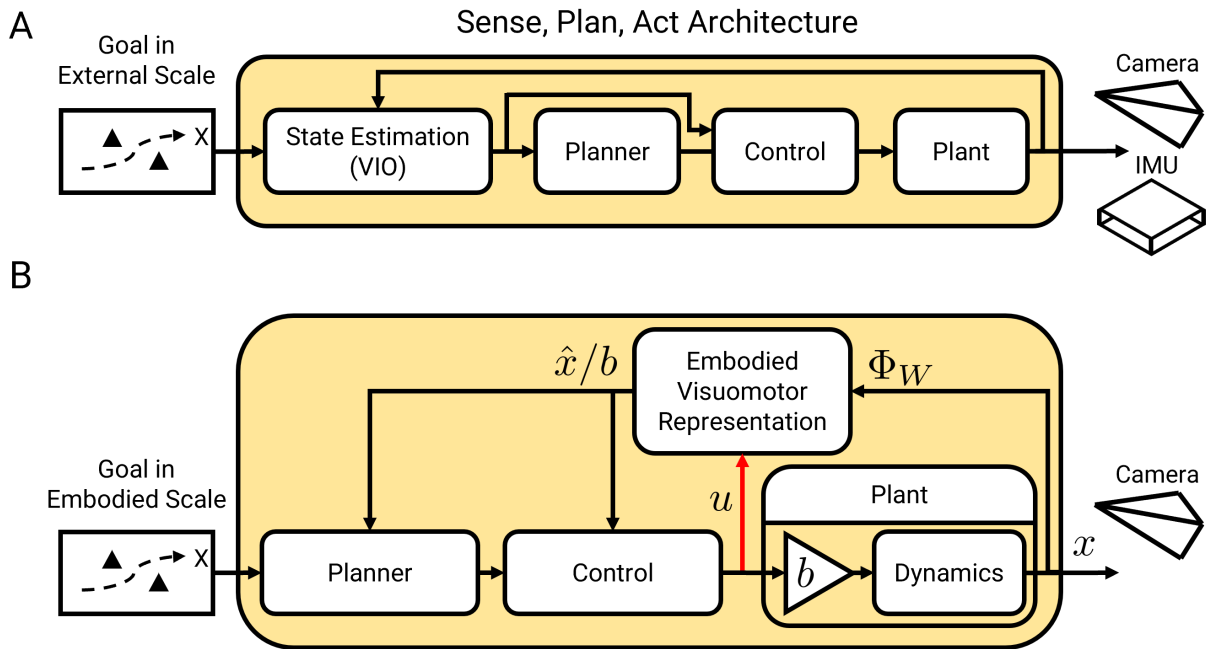 A
Sense, Plan, Act Architecture
Goal in
External Scale
X
State Estimation
(VIO)
Planner
Control
Plant
Camera
IMU
B
x̂/b
Embodied
Visuomotor
Representation
Φ_W
Goal in
Embodied Scale
X
Planner
Control
u
Plant
b
Dynamics
x
Camera